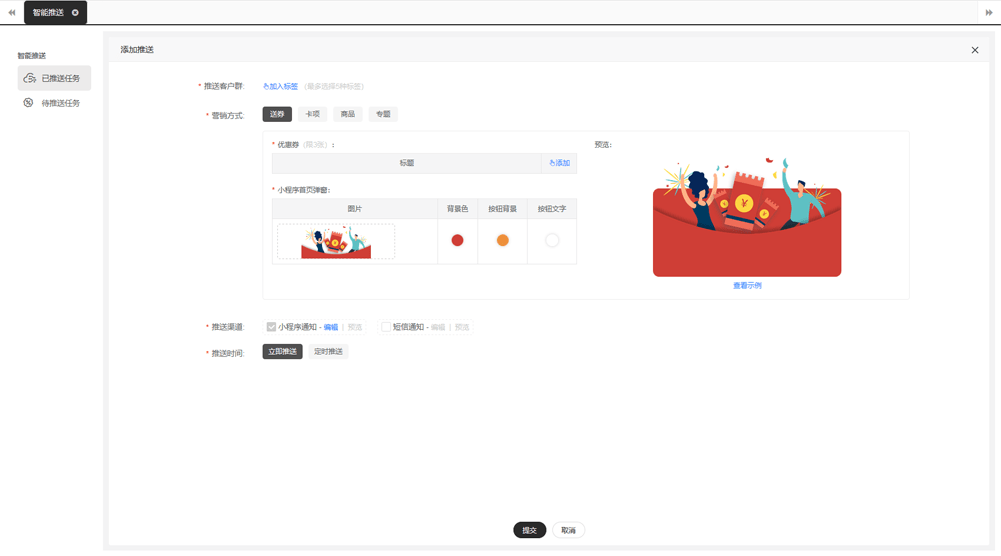 智能推送
智能推送
已推送任务
待推送任务
添加推送
* 推送客户群:
加入标签 (最多选择5种标签)
* 营销方式:
送券 卡项 商品 专题
* 优惠券 (限3张) :
标题 添加
* 小程序首页弹窗:
图片 背景色 按钮背景 按钮文字
预览:
查看示例
* 推送渠道:
小程序通知 - 编辑 | 预览 短信通知 - 编辑 | 预览
* 推送时间:
立即推送 定时推送
提交 取消